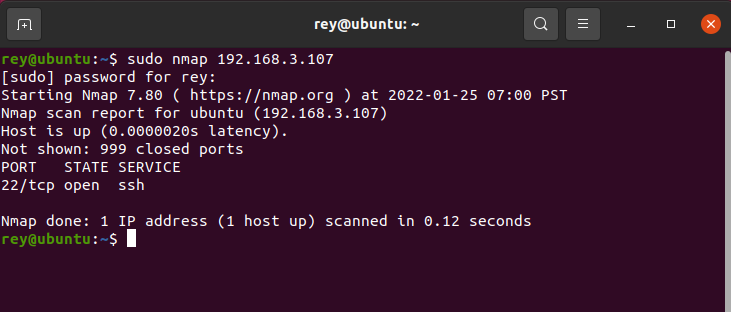 rey@ubuntu: ~
rey@ubuntu:~$ sudo nmap 192.168.3.107
[sudo] password for rey:
Starting Nmap 7.80 ( https://nmap.org ) at 2022-01-25 07:00 PST
Nmap scan report for ubuntu (192.168.3.107)
Host is up (0.0000020s latency).
Not shown: 999 closed ports
PORT   STATE SERVICE
22/tcp open  ssh
Nmap done: 1 IP address (1 host up) scanned in 0.12 seconds
rey@ubuntu:~$